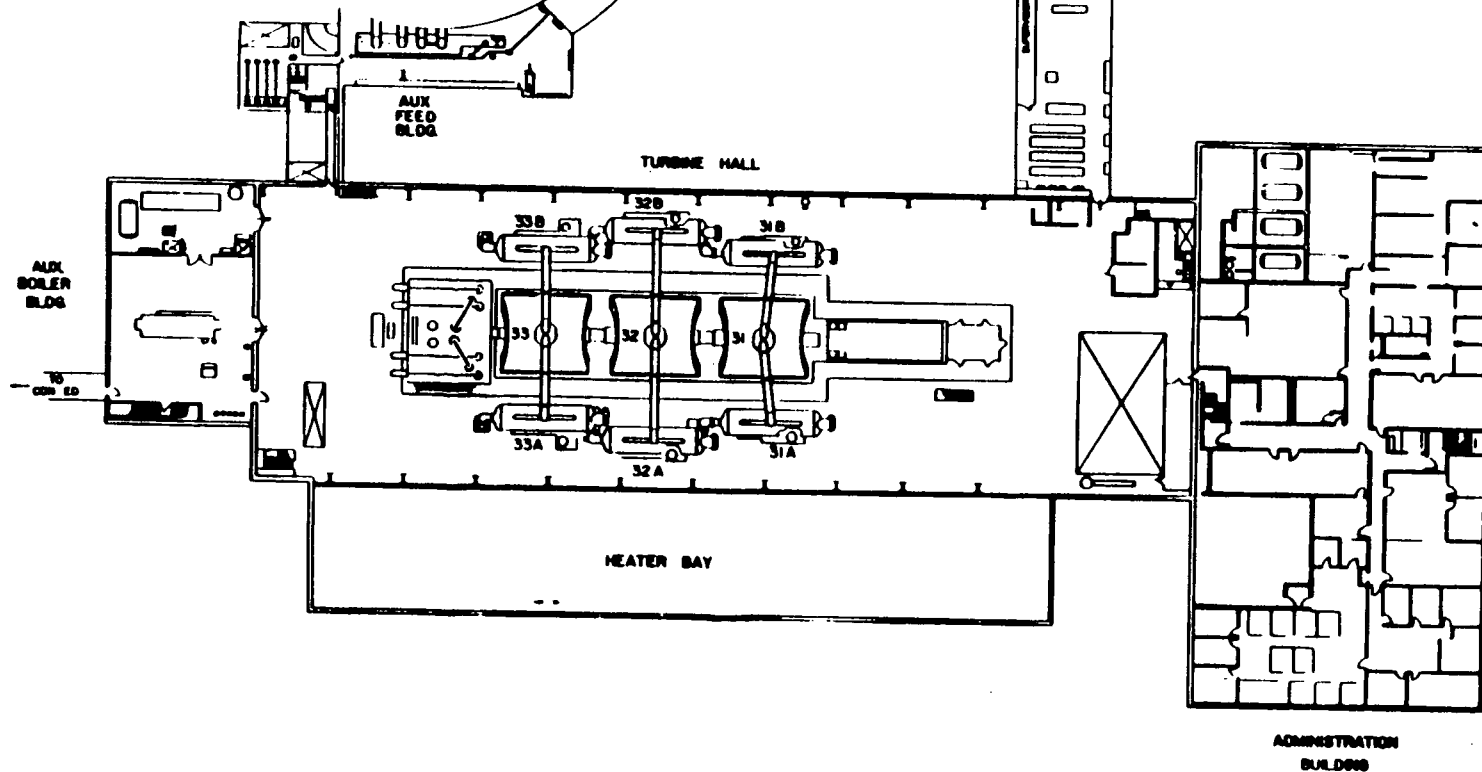 AUX
FEED
BLDG.
TURBINE HALL
33B
32B
31B
AUX.
BOILER
BLDG.
33
32
31
TO
CON ED
33A
32A
31A
HEATER BAY
ADMINISTRATION
BUILDING